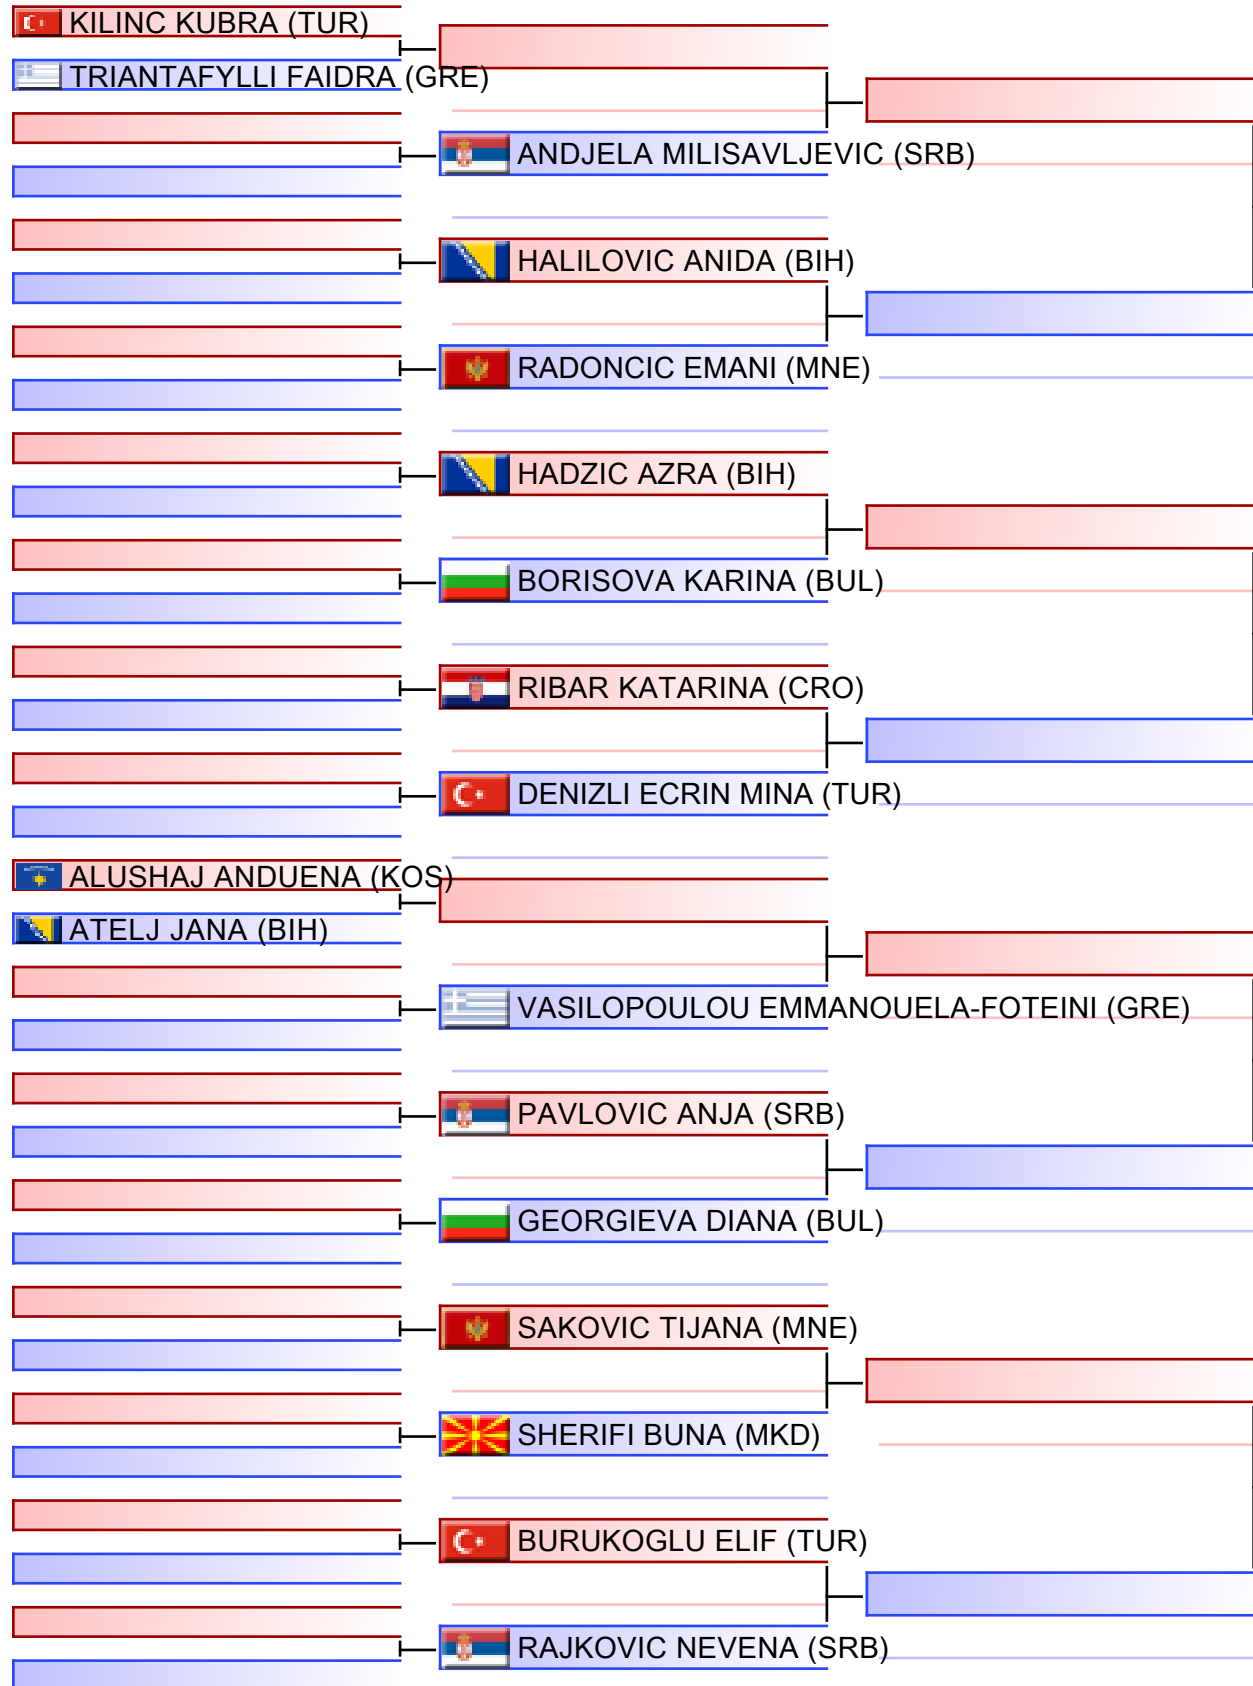 KILINC KUBRA (TUR)
TRIANTAFYLLI FAIDRA (GRE)
ANDJELA MILISAVLJEVIC (SRB)
HALILOVIC ANIDA (BIH)
RADONCIC EMANI (MNE)
HADZIC AZRA (BIH)
BORISOVA KARINA (BUL)
RIBAR KATARINA (CRO)
DENIZLI ECRIN MINA (TUR)
ALUSHAJ ANDUENA (KOS)
ATELJ JANA (BIH)
VASILOPOULOU EMMANOUELA-FOTEINI (GRE)
PAVLOVIC ANJA (SRB)
GEORGIEVA DIANA (BUL)
SAKOVIC TIJANA (MNE)
SHERIFI BUNA (MKD)
BURUKOGLU ELIF (TUR)
RAJKOVIC NEVENA (SRB)